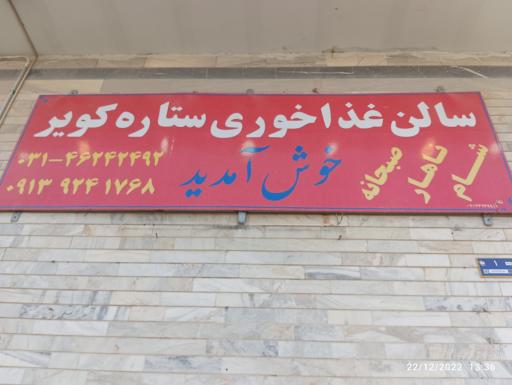 سالن غذاخوری ستاره کویر
۰۳۱-۴۶۲۴۲۴۹۲
۰۹۱۳ ۹۲۴ ۱۷۶۸
خوش آمدید
صبحانه
ناهار
شام
۱
22/12/2022 13:36